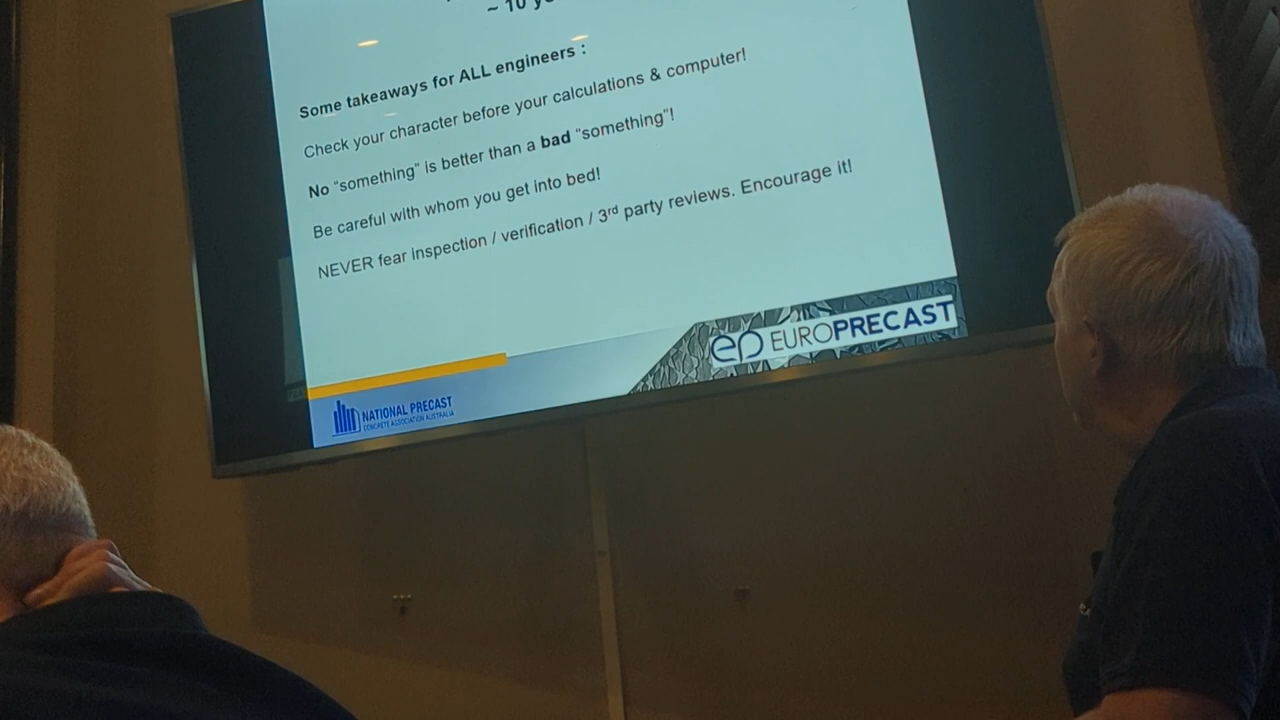 ~ 10
Some takeaways for ALL engineers :
Check your character before your calculations & computer!
No "something" is better than a bad "something"!
Be careful with whom you get into bed!
NEVER fear inspection / verification / 3rd party reviews. Encourage it!
ep EUROPRECAST
NATIONAL PRECAST
CONCRETE ASSOCIATION AUSTRALIA